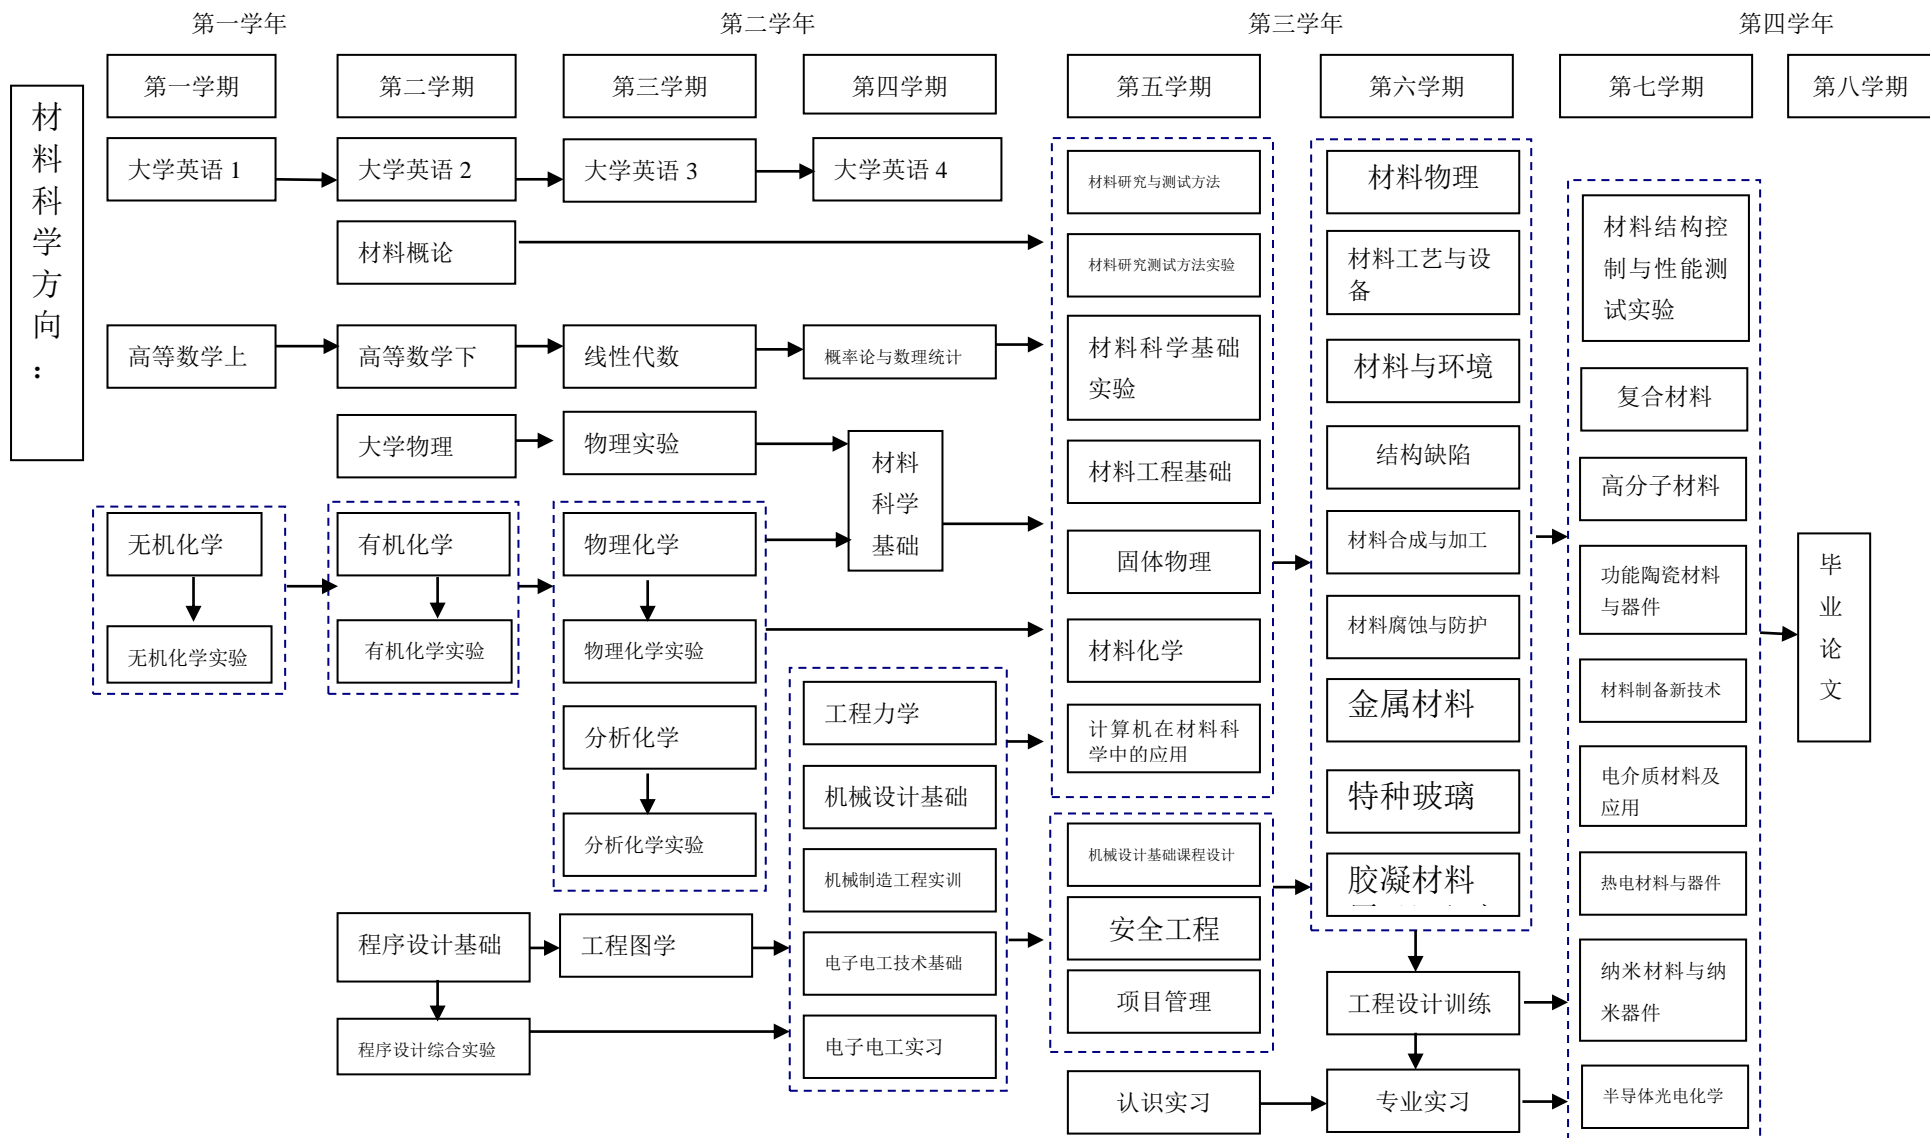 第一学年
第二学年
第三学年
第四学年
第一学期
第二学期
第三学期
第四学期
第五学期
第六学期
第七学期
第八学期
材料科学方向：
大学英语 1
大学英语 2
大学英语 3
大学英语 4
材料概论
高等数学上
高等数学下
线性代数
概率论与数理统计
大学物理
物理实验
材料
科学
基础
无机化学
无机化学实验
有机化学
有机化学实验
物理化学
物理化学实验
分析化学
分析化学实验
程序设计基础
工程图学
程序设计综合实验
工程力学
机械设计基础
机械制造工程实训
电子电工技术基础
电子电工实习
材料研究与测试方法
材料研究测试方法实验
材料科学基础
实验
材料工程基础
固体物理
材料化学
计算机在材料科
学中的应用
机械设计基础课程设计
安全工程
项目管理
认识实习
材料物理
材料工艺与设
备
材料与环境
结构缺陷
材料合成与加工
材料腐蚀与防护
金属材料
特种玻璃
胶凝材料
工程设计训练
专业实习
材料结构控
制与性能测
试实验
复合材料
高分子材料
功能陶瓷材料
与器件
材料制备新技术
电介质材料及
应用
热电材料与器件
纳米材料与纳
米器件
半导体光电化学
毕业论文